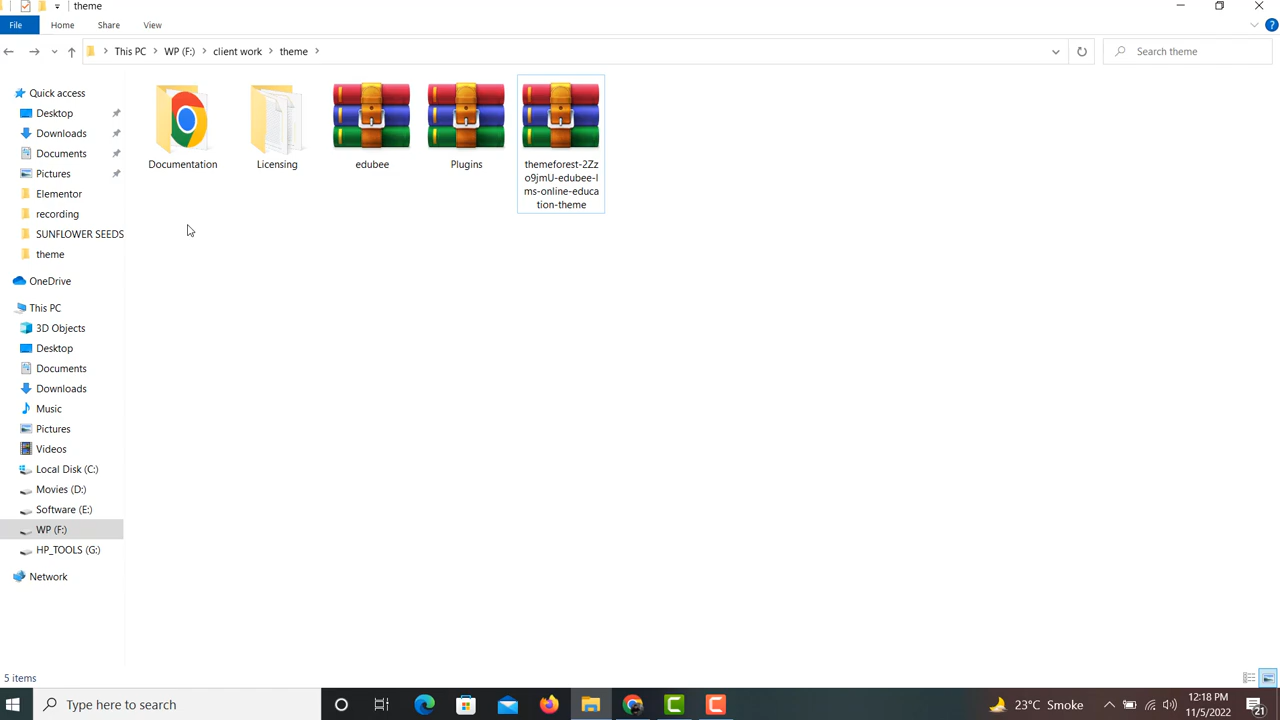 theme
File Home Share View
This PC WP (F:) client work theme
Search theme
Quick access
Desktop
Downloads
Documents
Pictures
Elementor
recording
SUNFLOWER SEEDS
theme
OneDrive
This PC
3D Objects
Desktop
Documents
Downloads
Music
Pictures
Videos
Local Disk (C:)
Movies (D:)
Software (E:)
WP (F:)
HP_TOOLS (G:)
Network
Documentation
Licensing
edubee
Plugins
themeforest-2Zz
o9jmU-edubee-l
ms-online-educa
tion-theme
5 items
Type here to search
23°C Smoke
12:18 PM
11/5/2022
21